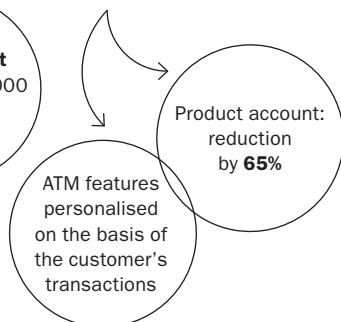 t
000
Product account:
reduction
by 65%
ATM features
personalised
on the basis of
the customer’s
transactions